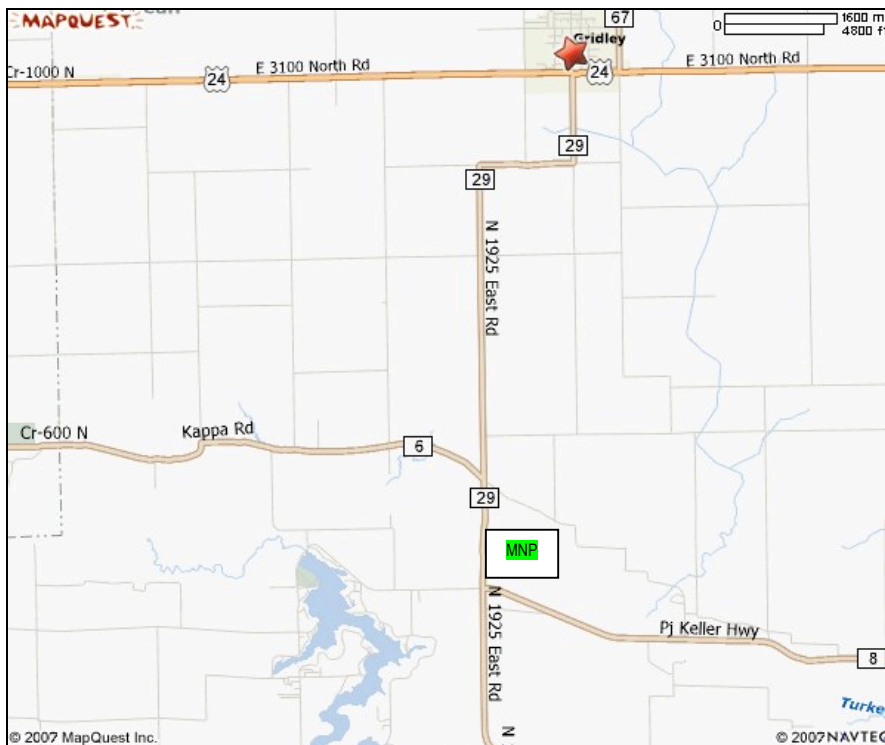 MAPQUEST
67
0
1600 m
4800 ft
Gridley
Cr-1000 N
24
E 3100 North Rd
24
E 3100 North Rd
29
29
N 1925 East Rd
Cr-600 N
Kappa Rd
6
29
MNP
N 1925 East Rd
Pj Keller Hwy
8
Turke
N
© 2007 MapQuest Inc.
© 2007 NAVTEQ